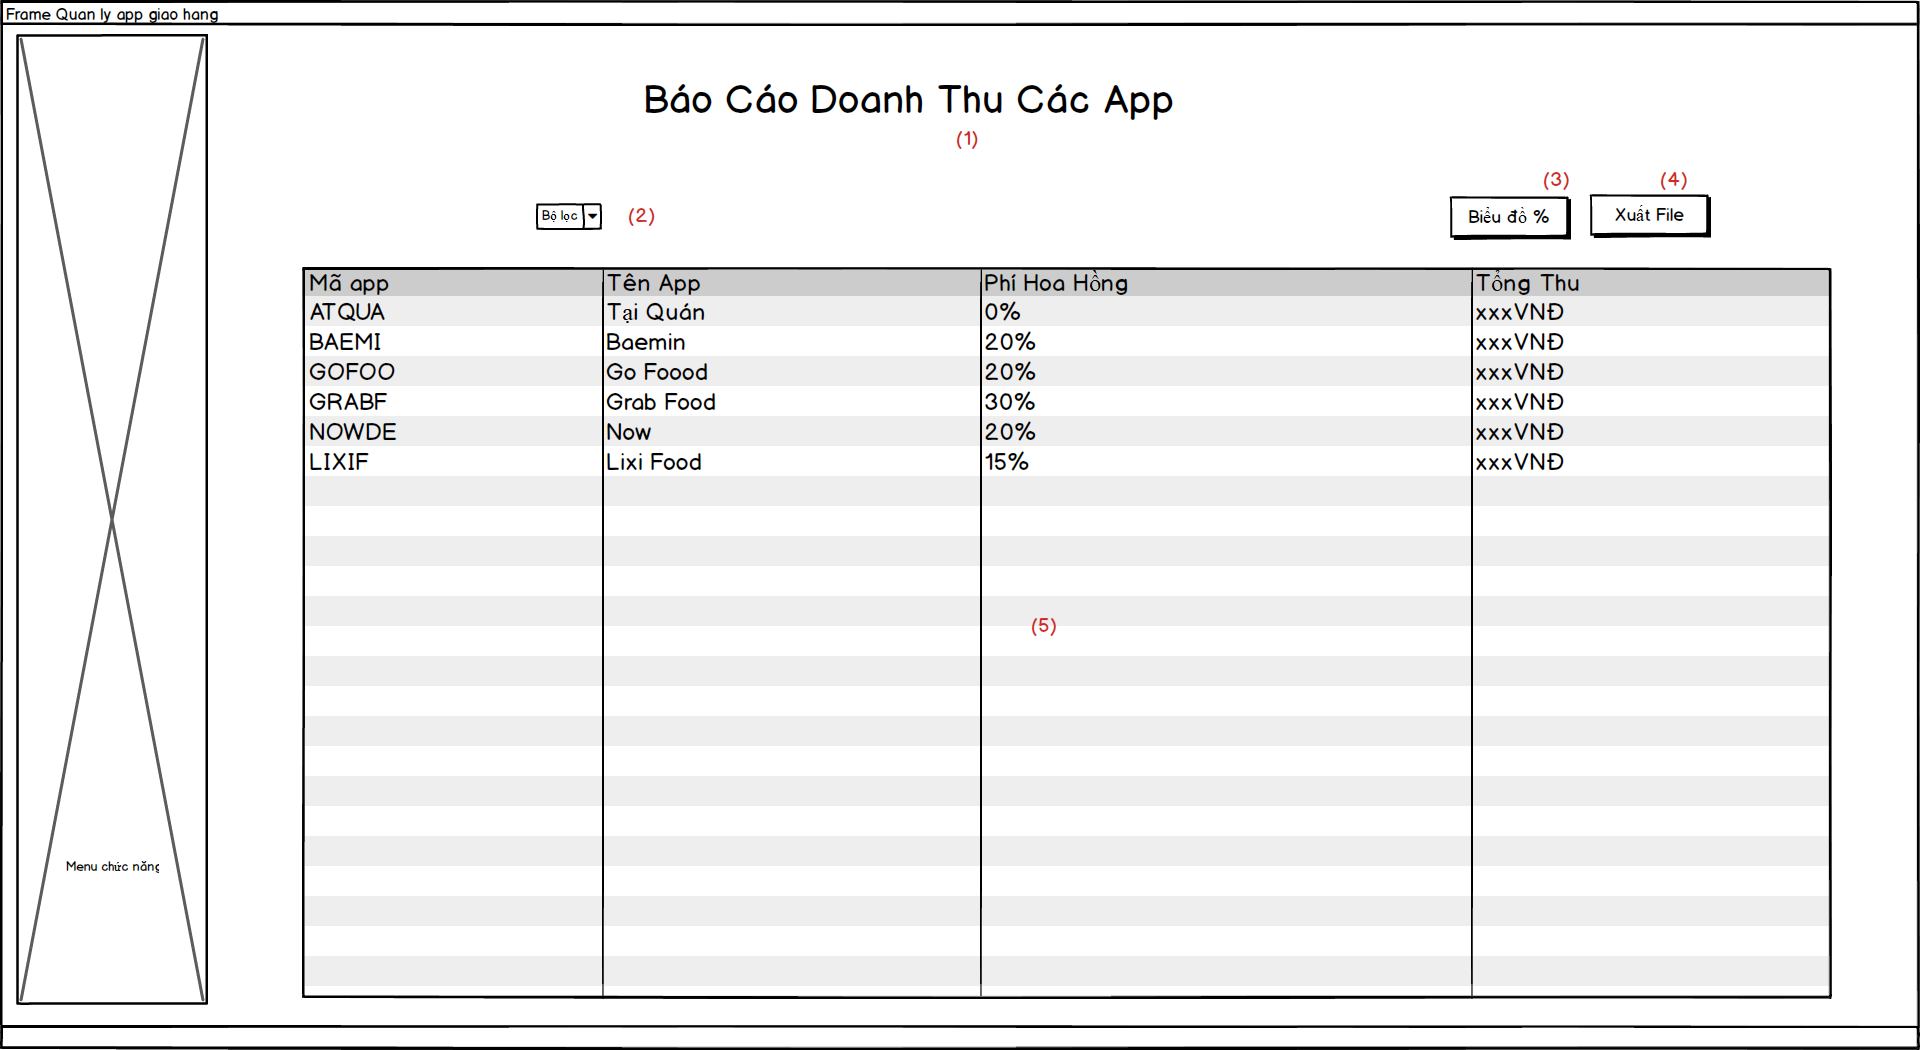 Frame Quan ly app giao hang
Báo Cáo Doanh Thu Các App
(1)
(3) (4)
Bộ lọc (2) Biểu đồ % Xuất File
Mã app Tên App Phí Hoa Hồng Tổng Thu
ATQUA Tại Quán 0% xxxVNĐ
BAEMI Baemin 20% xxxVNĐ
GOFOO Go Foood 20% xxxVNĐ
GRABF Grab Food 30% xxxVNĐ
NOWDE Now 20% xxxVNĐ
LIXIF Lixi Food 15% xxxVNĐ
(5)
Menu chức năng